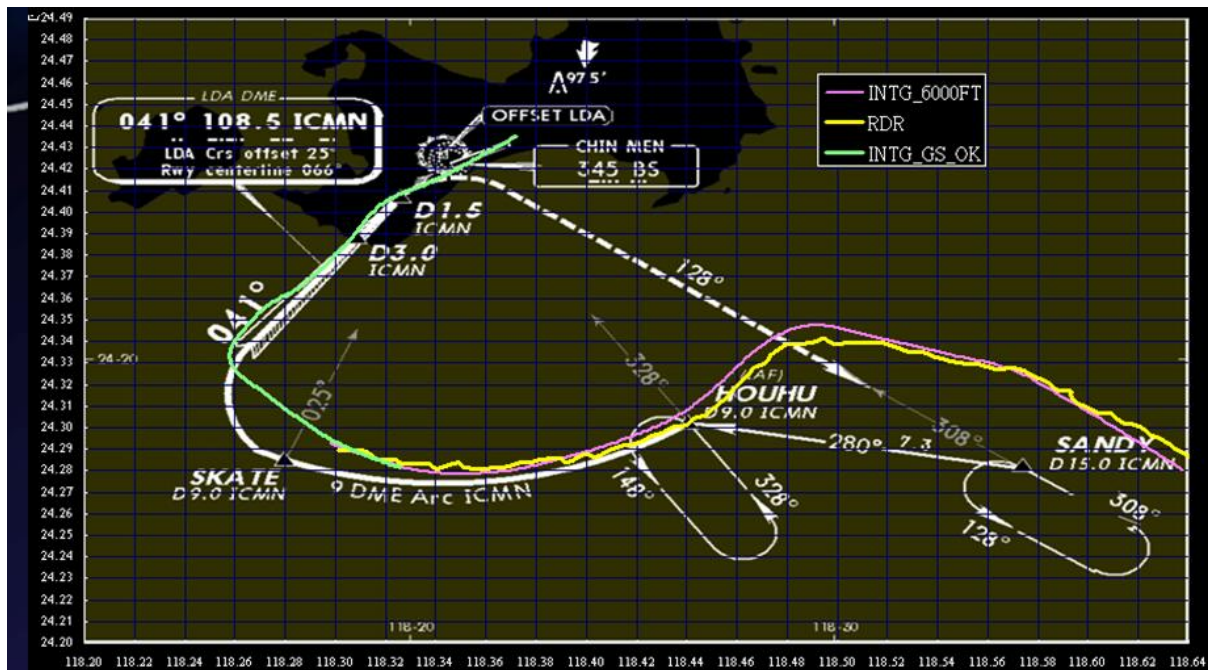 24.49
24.48
24.47
24.46
24.45
24.44
24.43
24.42
24.41
24.40
24.39
24.38
24.37
24.36
24.35
24.34
24.33
24.32
24.31
24.30
24.29
24.28
24.27
24.26
24.25
24.24
24.23
24.22
24.21
24.20
118.20 118.22 118.24 118.26 118.28 118.30 118.32 118.34 118.36 118.38 118.40 118.42 118.44 118.46 118.48 118.50 118.52 118.54 118.56 118.58 118.60 118.62 118.64
LDA DME
041° 108.5 ICMN
LDA Crs offset 25°
Rwy centerline 066°
975'
OFFSET LDA
CHIN MEN
345 BS
INTG_6000FT
RDR
INTG_GS_OK
D1.5
ICMN
D3.0
ICMN
041°
128°
24-20
025°
328°
(IAF)
HOUHU
D9.0 ICMN
308°
280° 7.3
SANDY
D15.0 ICMN
SKATE
D9.0 ICMN
9 DME Arc ICMN
148°
328°
128°
308°
118-20
118-30